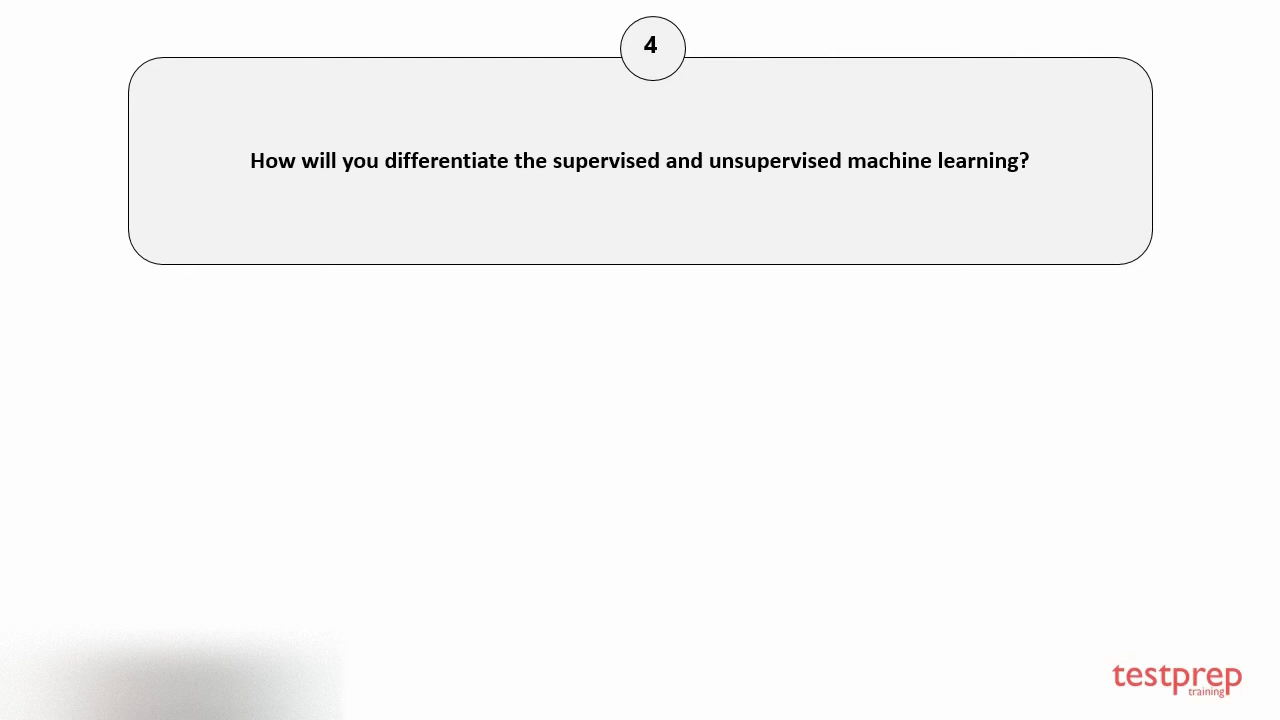 4
How will you differentiate the supervised and unsupervised machine learning?
testprep
training